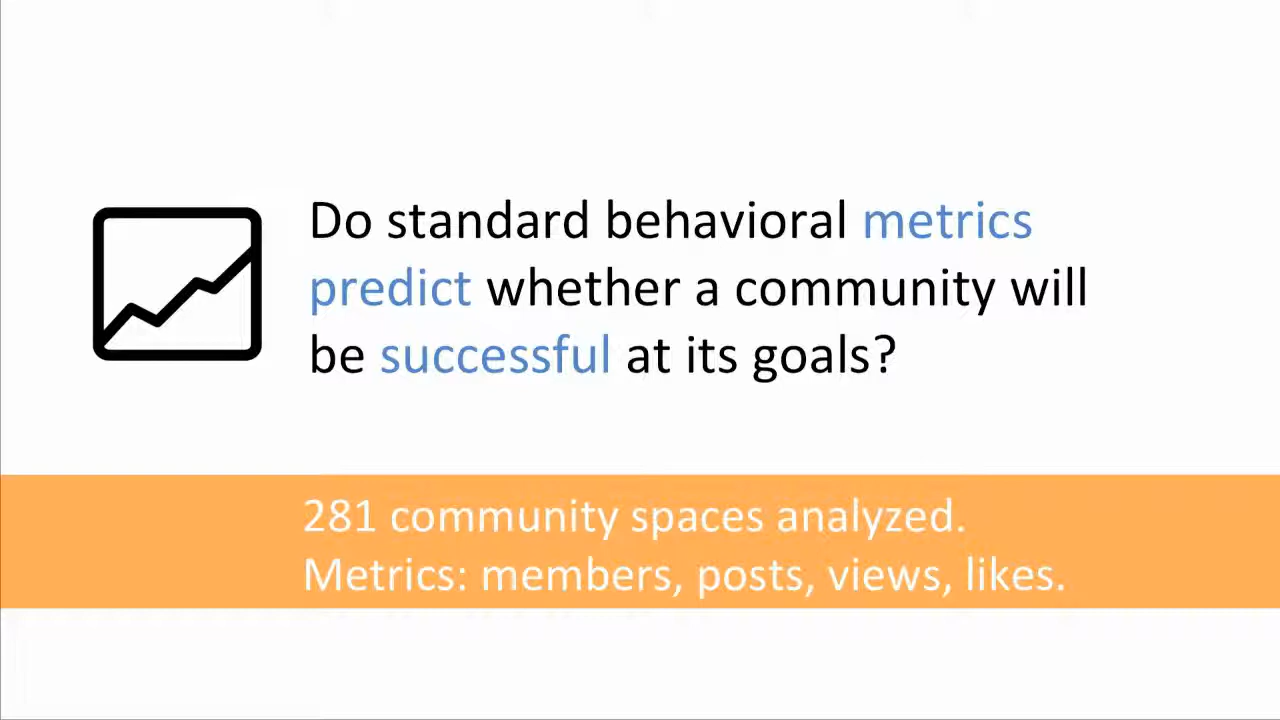 Do standard behavioral metrics
predict whether a community will
be successful at its goals?
281 community spaces analyzed.
Metrics: members, posts, views, likes.